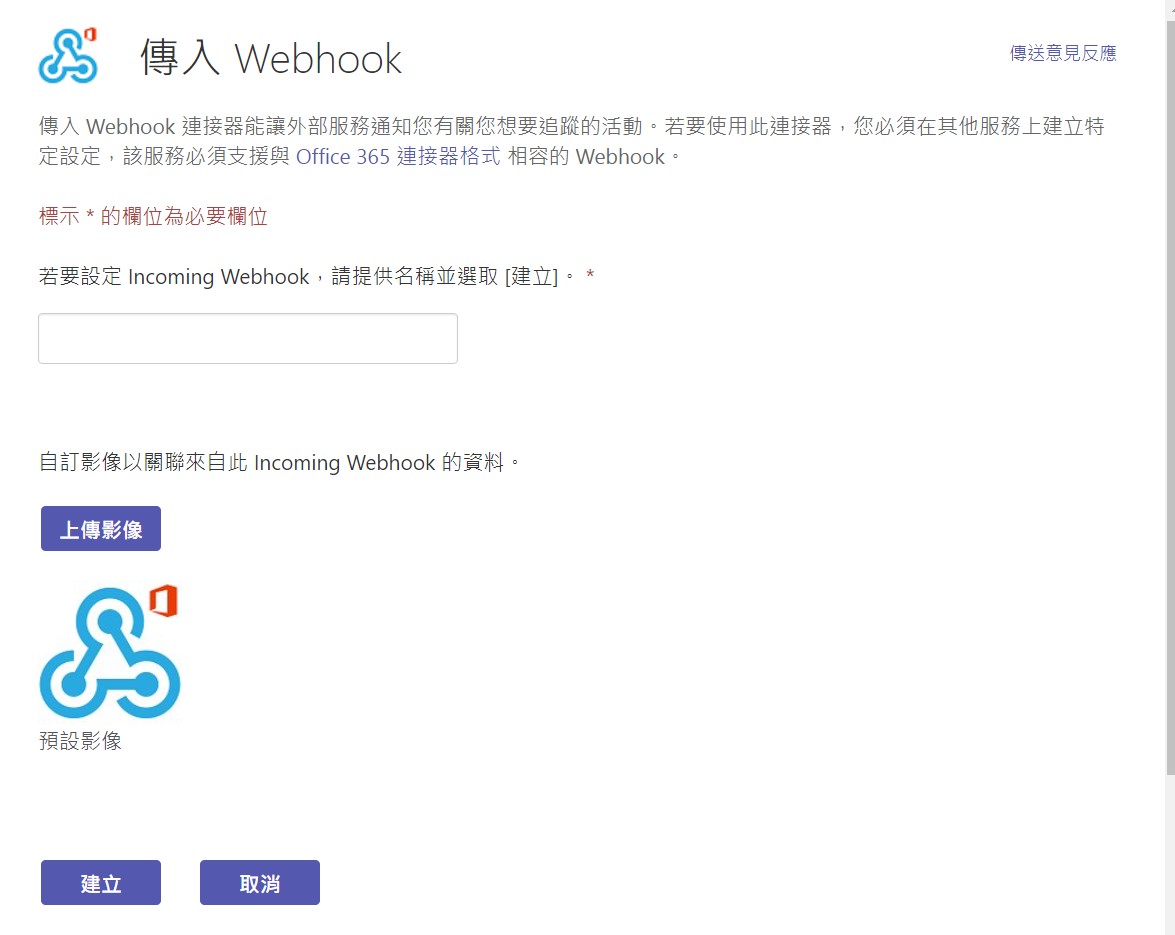 傳入 Webhook
傳送意見反應
傳入 Webhook 連接器能讓外部服務通知您有關您想要追蹤的活動。若要使用此連接器，您必須在其他服務上建立特
定設定，該服務必須支援與 Office 365 連接器格式 相容的 Webhook。
標示 * 的欄位為必要欄位
若要設定 Incoming Webhook，請提供名稱並選取 [建立]。 *
自訂影像以關聯來自此 Incoming Webhook 的資料。
上傳影像
預設影像
建立
取消